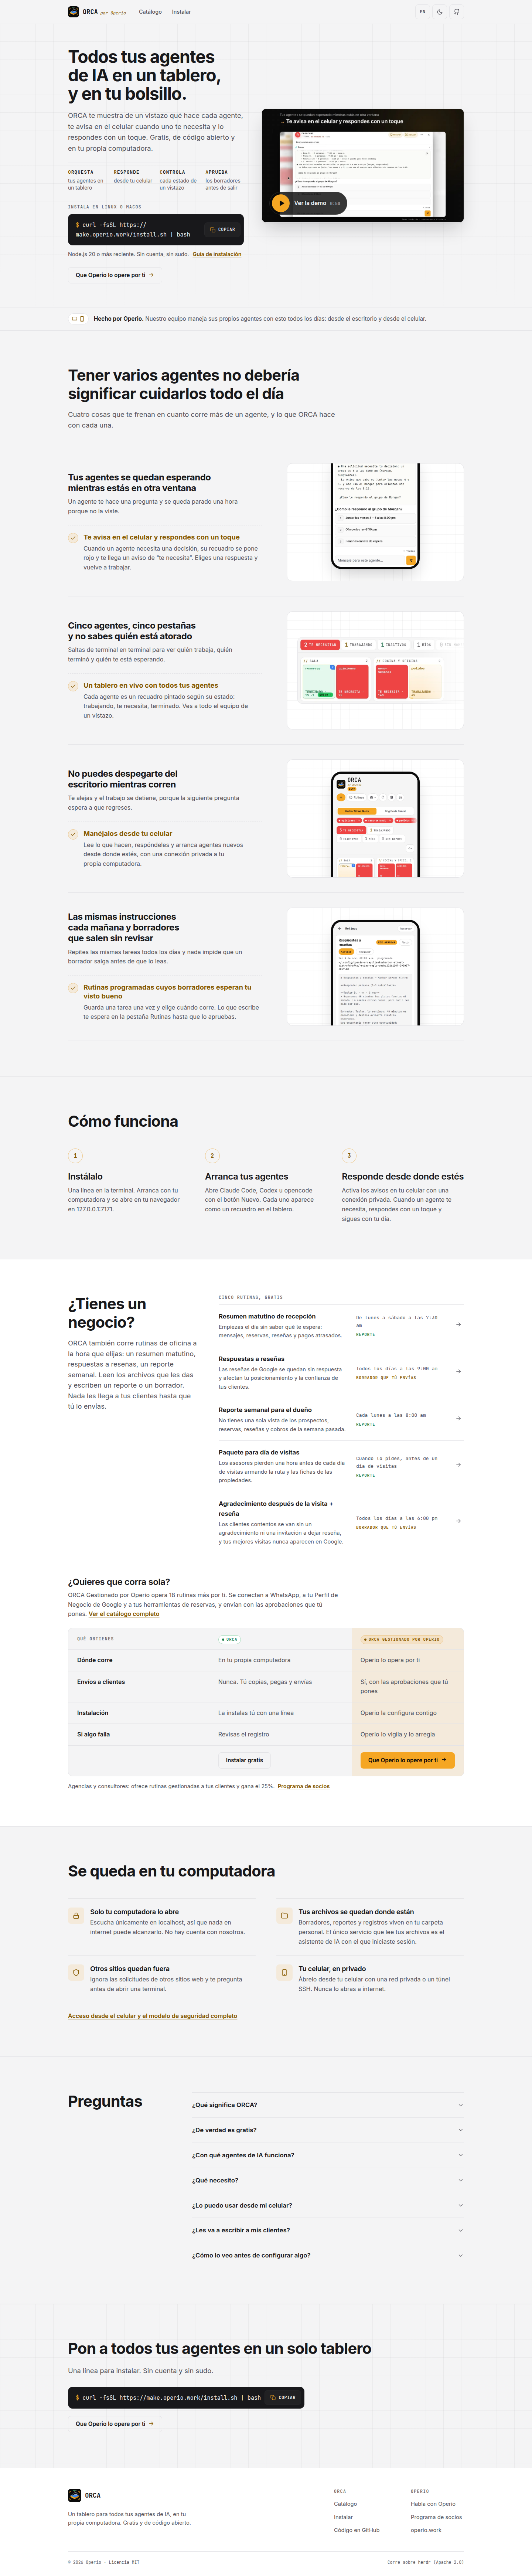 ORCA por Operio Catálogo Instalar EN
Todos tus agentes
de IA en un tablero,
y en tu bolsillo.
ORCA te muestra de un vistazo qué hace cada agente,
te avisa en el celular cuando uno te necesita y lo
respondes con un toque. Gratis, de código abierto y
en tu propia computadora.
ORQUESTA
tus agentes en
un tablero
RESPONDE
desde tu celular
CONTROLA
cada estado de
un vistazo
APRUEBA
los borradores
antes de salir
INSTALA EN LINUX O MACOS
$ curl -fsSL https://
make.operio.work/install.sh | bash
COPIAR
Node.js 20 o más reciente. Sin cuenta, sin sudo. Guía de instalación
Que Operio lo opere por ti →
Te avisa en el celular y respondes con un toque
Ver la demo 0:50
Hecho por Operio. Nuestro equipo maneja sus propios agentes con esto todos los días: desde el escritorio y desde el celular.
Tener varios agentes no debería
significar cuidarlos todo el día
Cuatro cosas que te frenan en cuanto corre más de un agente, y lo que ORCA hace
con cada una.
Tus agentes se quedan esperando
mientras estás en otra ventana
Un agente te hace una pregunta y se queda parado una hora
porque no la viste.
Te avisa en el celular y respondes con un toque
Cuando un agente necesita una decisión, su recuadro se pone
rojo y te llega un aviso de “te necesita”. Eliges una respuesta y
vuelve a trabajar.
¿Cómo le respondo al grupo de Morgan?
Mensaje para este agente...
Cinco agentes, cinco pestañas
y no sabes quién está atorado
Saltas de terminal en terminal para ver quién trabaja, quién
terminó y quién te está esperando.
Un tablero en vivo con todos tus agentes
Cada agente es un recuadro pintado según su estado:
trabajando, te necesita, terminado. Ves a todo el equipo de
un vistazo.
2 TE NECESITAN 1 TRABAJANDO 1 INACTIVOS 1 MÍOS
// SALA // COCINA Y OFICINA
No puedes despegarte del
escritorio mientras corren
Te alejas y el trabajo se detiene, porque la siguiente pregunta
espera a que regreses.
Manéjalos desde tu celular
Lee lo que hacen, respóndeles y arranca agentes nuevos
desde donde estés, con una conexión privada a tu
propia computadora.
ORCA
Las mismas instrucciones
cada mañana y borradores
que salen sin revisar
Repites las mismas tareas todos los días y nada impide que un
borrador salga antes de que lo leas.
Rutinas programadas cuyos borradores esperan tu
visto bueno
Guarda una tarea una vez y elige cuándo corre. Lo que escribe
te espera en la pestaña Rutinas hasta que lo apruebas.
Rutinas
Respuestas a
reseñas
Cómo funciona
1
Instálalo
Una línea en la terminal. Arranca con tu
computadora y se abre en tu navegador
en 127.0.0.1:7171.
2
Arranca tus agentes
Abre Claude Code, Codex u opencode
con el botón Nuevo. Cada uno aparece
como un recuadro en el tablero.
3
Responde desde donde estés
Activa los avisos en tu celular con una
conexión privada. Cuando un agente te
necesita, respondes con un toque y
sigues con tu día.
¿Tienes un
negocio?
ORCA también corre rutinas de oficina a
la hora que elijas: un resumen matutino,
respuestas a reseñas, un reporte
semanal. Leen los archivos que les das
y escriben un reporte o un borrador.
Nada les llega a tus clientes hasta que
tú lo envías.
CINCO RUTINAS, GRATIS
Resumen matutino de recepción
Empiezas el día sin saber qué te espera:
mensajes, reservas, reseñas y pagos atrasados.
De lunes a sábado a las 7:30
am
REPORTE
→
Respuestas a reseñas
Las reseñas de Google se quedan sin respuesta
y afectan tu posicionamiento y la confianza de
tus clientes.
Todos los días a las 9:00 am
BORRADOR QUE TÚ ENVÍAS
→
Reporte semanal para el dueño
No tienes una sola vista de los prospectos,
reservas, reseñas y cobros de la semana pasada.
Cada lunes a las 8:00 am
REPORTE
→
Paquete para día de visitas
Los asesores pierden una hora antes de cada día
de visitas armando la ruta y las fichas de las
propiedades.
Cuando lo pides, antes de un
día de visitas
REPORTE
→
Agradecimiento después de la visita +
reseña
Los clientes contentos se van sin un
agradecimiento ni una invitación a dejar reseña,
y tus mejores visitas nunca aparecen en Google.
Todos los días a las 6:00 pm
BORRADOR QUE TÚ ENVÍAS
→
¿Quieres que corra sola?
ORCA Gestionado por Operio opera 18 rutinas más por ti. Se conectan a WhatsApp, a tu Perfil de
Negocio de Google y a tus herramientas de reservas, y envían con las aprobaciones que tú
pones. Ver el catálogo completo
QUÉ OBTIENES ORCA ORCA GESTIONADO POR OPERIO
Dónde corre En tu propia computadora Operio lo opera por ti
Envíos a clientes Nunca. Tú copias, pegas y envías Sí, con las aprobaciones que tú
pones
Instalación La instalas tú con una línea Operio la configura contigo
Si algo falla Revisas el registro Operio lo vigila y lo arregla
Instalar gratis Que Operio lo opere por ti →
Agencias y consultores: ofrece rutinas gestionadas a tus clientes y gana el 25%. Programa de socios
Se queda en tu computadora
Solo tu computadora lo abre
Escucha únicamente en localhost, así que nada en
internet puede alcanzarlo. No hay cuenta con nosotros.
Tus archivos se quedan donde están
Borradores, reportes y registros viven en tu carpeta
personal. El único servicio que lee tus archivos es el
asistente de IA con el que iniciaste sesión.
Otros sitios quedan fuera
Ignora las solicitudes de otros sitios web y te pregunta
antes de abrir una terminal.
Tu celular, en privado
Ábrelo desde tu celular con una red privada o un túnel
SSH. Nunca lo abras a internet.
Acceso desde el celular y el modelo de seguridad completo
Preguntas
¿Qué significa ORCA?
¿De verdad es gratis?
¿Con qué agentes de IA funciona?
¿Qué necesito?
¿Lo puedo usar desde mi celular?
¿Les va a escribir a mis clientes?
¿Cómo lo veo antes de configurar algo?
Pon a todos tus agentes en un solo tablero
Una línea para instalar. Sin cuenta y sin sudo.
$ curl -fsSL https://make.operio.work/install.sh | bash COPIAR
Que Operio lo opere por ti →
ORCA
Un tablero para todos tus agentes de IA, en tu
propia computadora. Gratis y de código abierto.
ORCA
Catálogo
Instalar
Código en GitHub
OPERIO
Habla con Operio
Programa de socios
operio.work
© 2026 Operio · Licencia MIT
Corre sobre herdr (Apache-2.0)